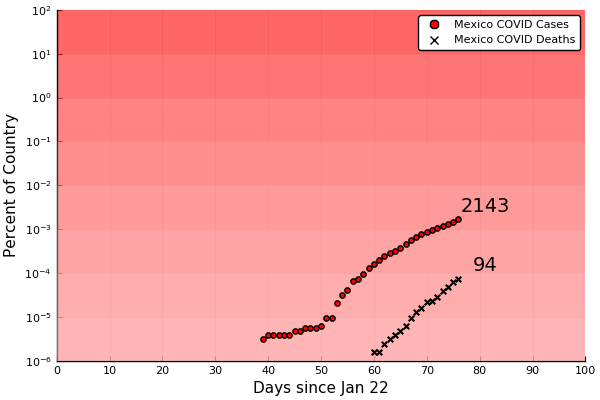 10²
10¹
10⁰
10⁻¹
10⁻²
10⁻³
10⁻⁴
10⁻⁵
10⁻⁶
Percent of Country
Mexico COVID Cases
Mexico COVID Deaths
2143
94
0 10 20 30 40 50 60 70 80 90 100
Days since Jan 22